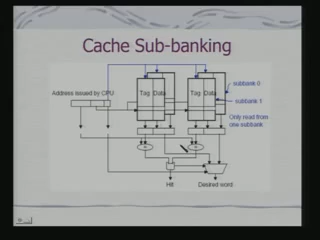 Cache Sub-banking
Tag Data
Tag Data
subbank 0
Address issued by CPU
subbank 1
Only read from
one subbank
Hit
Desired word